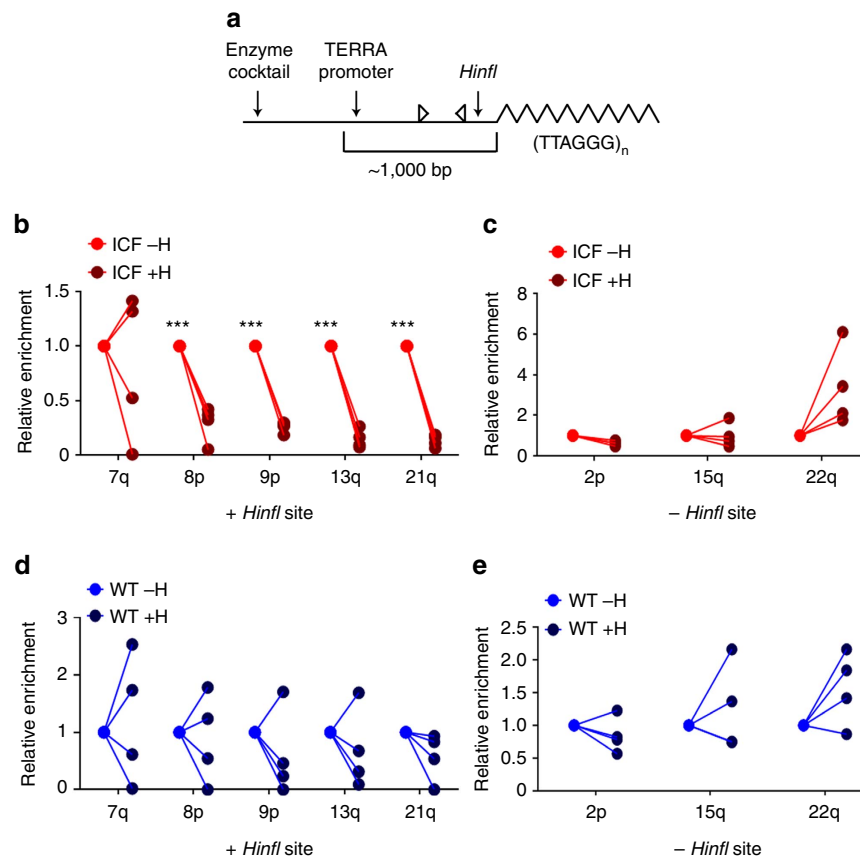 a
Enzyme cocktail
TERRA promoter
HinfI
(TTAGGG)n
~1,000 bp
b
ICF –H
ICF +H
Relative enrichment
1.5
1.0
0.5
0
*** *** *** ***
7q 8p 9p 13q 21q
+ HinfI site
c
ICF –H
ICF +H
Relative enrichment
8
6
4
2
0
2p 15q 22q
– HinfI site
d
WT –H
WT +H
Relative enrichment
3
2
1
0
7q 8p 9p 13q 21q
+ HinfI site
e
WT –H
WT +H
Relative enrichment
2.5
2.0
1.5
1.0
0.5
0
2p 15q 22q
– HinfI site